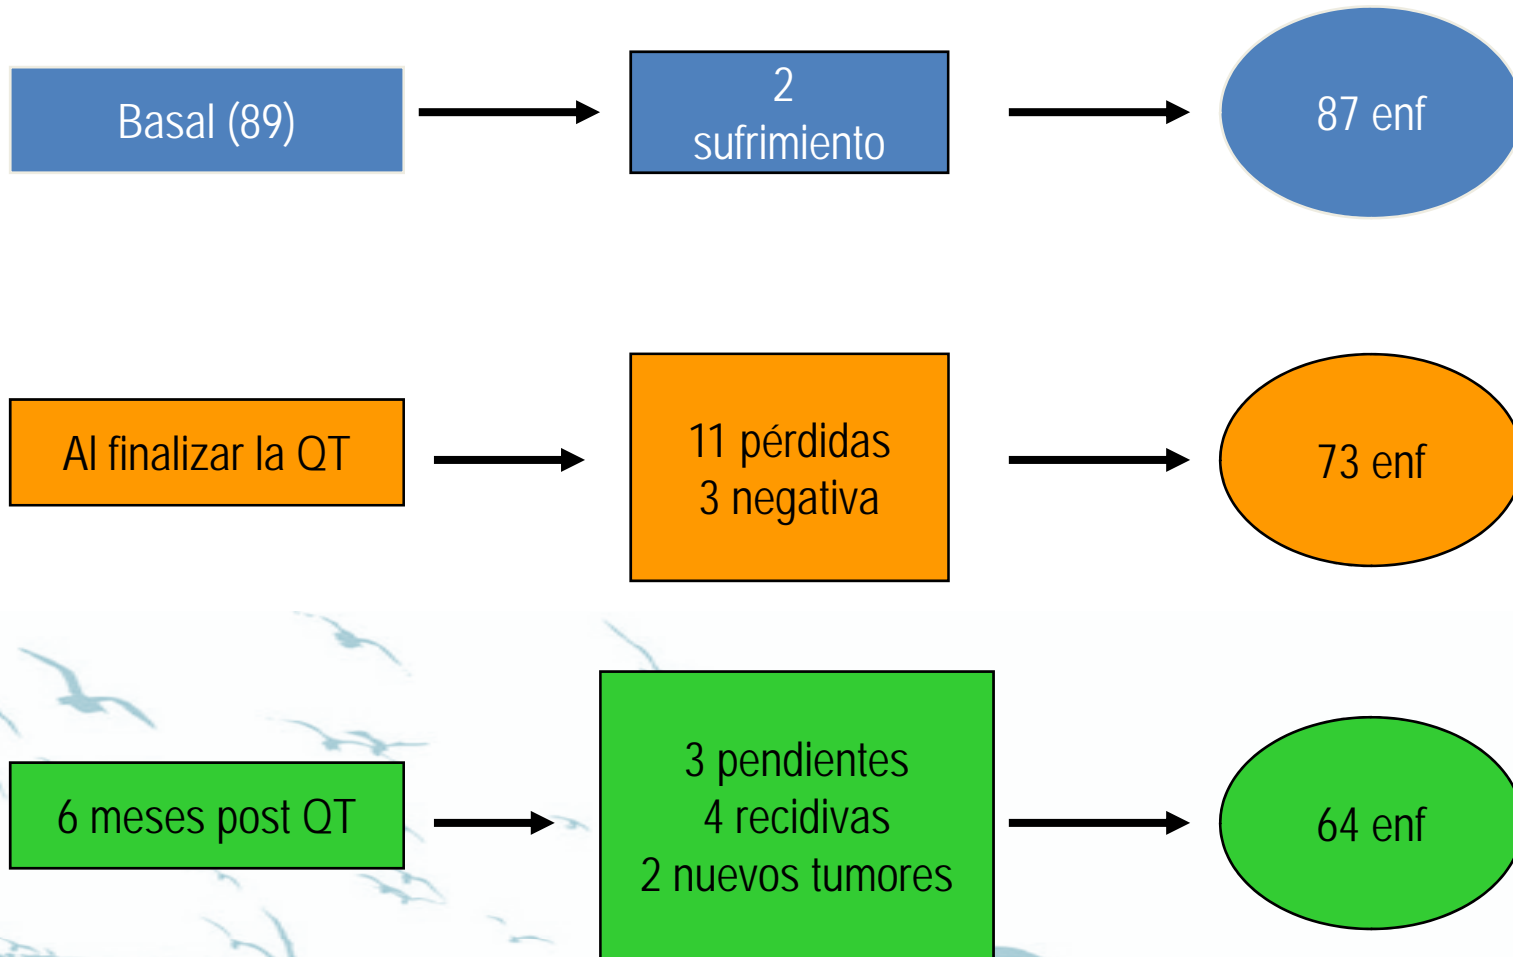 Basal (89)
2
sufrimiento
87 enf
Al finalizar la QT
11 pérdidas
3 negativa
73 enf
6 meses post QT
3 pendientes
4 recidivas
2 nuevos tumores
64 enf